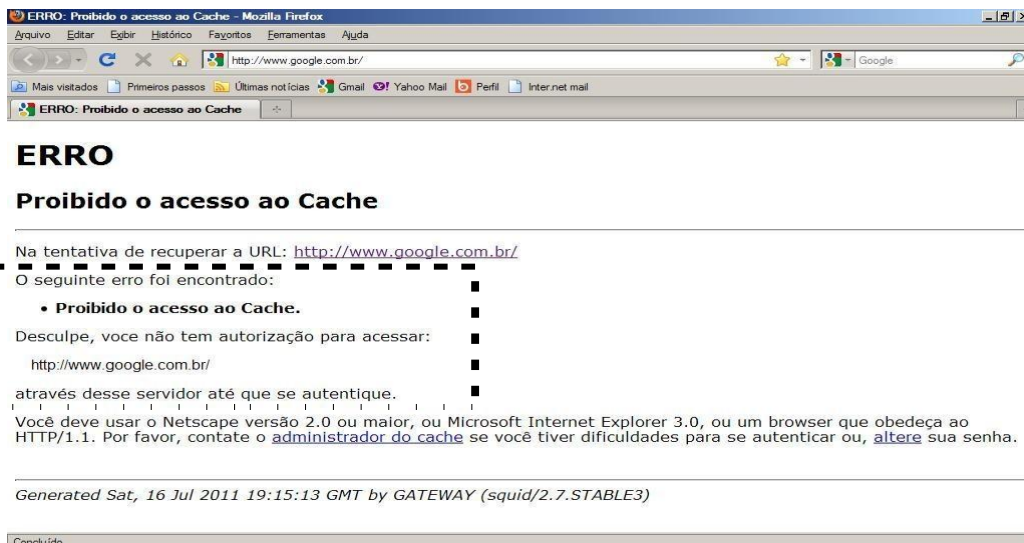 ERRO: Proibido o acesso ao Cache - Mozilla Firefox
Arquivo Editar Exibir Histórico Favoritos Ferramentas Ajuda
http://www.google.com.br/ Google
Mais visitados Primeiros passos Últimas notícias Gmail Yahoo Mail Perfil Inter.net mail
ERRO: Proibido o acesso ao Cache
ERRO
Proibido o acesso ao Cache
Na tentativa de recuperar a URL: http://www.google.com.br/
O seguinte erro foi encontrado:
• Proibido o acesso ao Cache.
Desculpe, voce não tem autorização para acessar:
http://www.google.com.br/
através desse servidor até que se autentique.
Você deve usar o Netscape versão 2.0 ou maior, ou Microsoft Internet Explorer 3.0, ou um browser que obedeça ao
HTTP/1.1. Por favor, contate o administrador do cache se você tiver dificuldades para se autenticar ou, altere sua senha.
Generated Sat, 16 Jul 2011 19:15:13 GMT by GATEWAY (squid/2.7.STABLE3)
Concluído